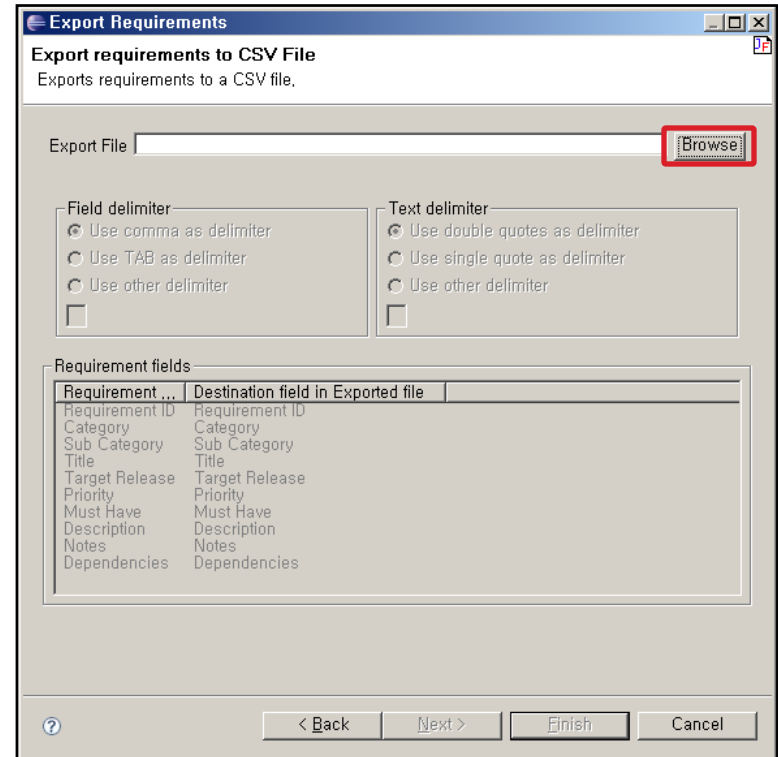 Export Requirements
Export requirements to CSV File
Exports requirements to a CSV file,
Export File Browse
Field delimiter
Use comma as delimiter
Use TAB as delimiter
Use other delimiter
Text delimiter
Use double quotes as delimiter
Use single quote as delimiter
Use other delimiter
Requirement fields
Requirement ... Destination field in Exported file
Requirement ID Requirement ID
Category Category
Sub Category Sub Category
Title Title
Target Release Target Release
Priority Priority
Must Have Must Have
Description Description
Notes Notes
Dependencies Dependencies
? < Back Next > Finish Cancel